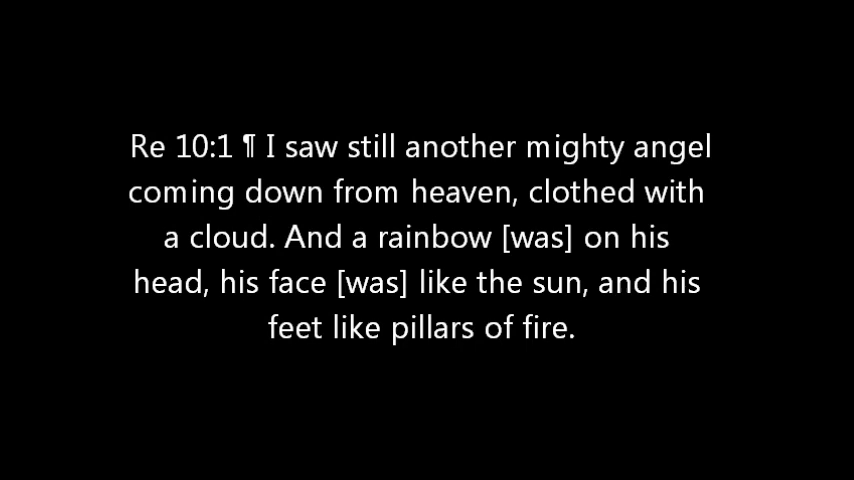 Re 10:1 ¶ I saw still another mighty angel
coming down from heaven, clothed with
a cloud. And a rainbow [was] on his
head, his face [was] like the sun, and his
feet like pillars of fire.